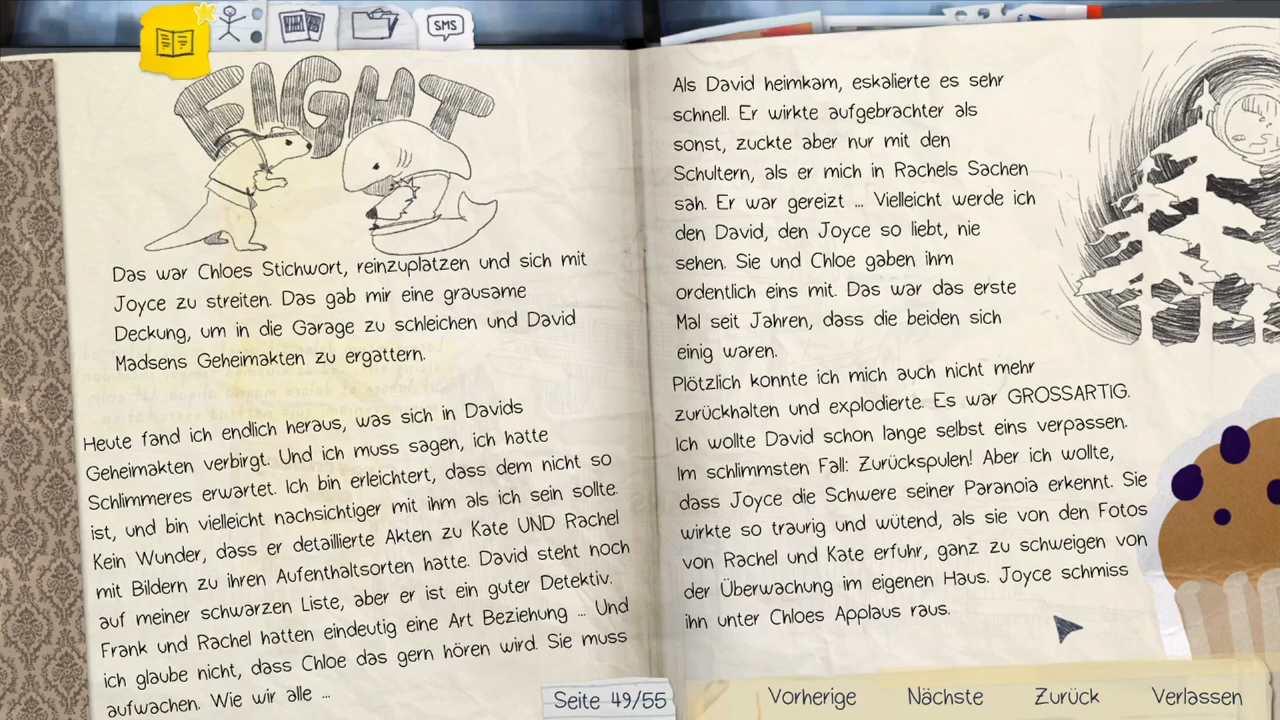 SMS
FIGHT
Das war Chloes Stichwort, reinzuplatzen und sich mit
Joyce zu streiten. Das gab mir eine grausame
Deckung, um in die Garage zu schleichen und David
Madsens Geheimakten zu ergattern.
Heute fand ich endlich heraus, was sich in Davids
Geheimakten verbirgt. Und ich muss sagen, ich hatte
Schlimmeres erwartet. Ich bin erleichtert, dass dem nicht so
ist, und bin vielleicht nachsichtiger mit ihm als ich sein sollte.
Kein Wunder, dass er detaillierte Akten zu Kate UND Rachel
mit Bildern zu ihren Aufenthaltsorten hatte. David steht noch
auf meiner schwarzen Liste, aber er ist ein guter Detektiv.
Frank und Rachel hatten eindeutig eine Art Beziehung ... Und
ich glaube nicht, dass Chloe das gern hören wird. Sie muss
aufwachen. Wie wir alle ...
Als David heimkam, eskalierte es sehr
schnell. Er wirkte aufgebrachter als
sonst, zuckte aber nur mit den
Schultern, als er mich in Rachels Sachen
sah. Er war gereizt ... Vielleicht werde ich
den David, den Joyce so liebt, nie
sehen. Sie und Chloe gaben ihm
ordentlich eins mit. Das war das erste
Mal seit Jahren, dass die beiden sich
einig waren.
Plötzlich konnte ich mich auch nicht mehr
zurückhalten und explodierte. Es war GROSSARTIG.
Ich wollte David schon lange selbst eins verpassen.
Im schlimmsten Fall: Zurückspulen! Aber ich wollte,
dass Joyce die Schwere seiner Paranoia erkennt. Sie
wirkte so traurig und wütend, als sie von den Fotos
von Rachel und Kate erfuhr, ganz zu schweigen von
der Überwachung im eigenen Haus. Joyce schmiss
ihn unter Chloes Applaus raus.
Seite 49/55
Vorherige
Nächste
Zurück
Verlassen